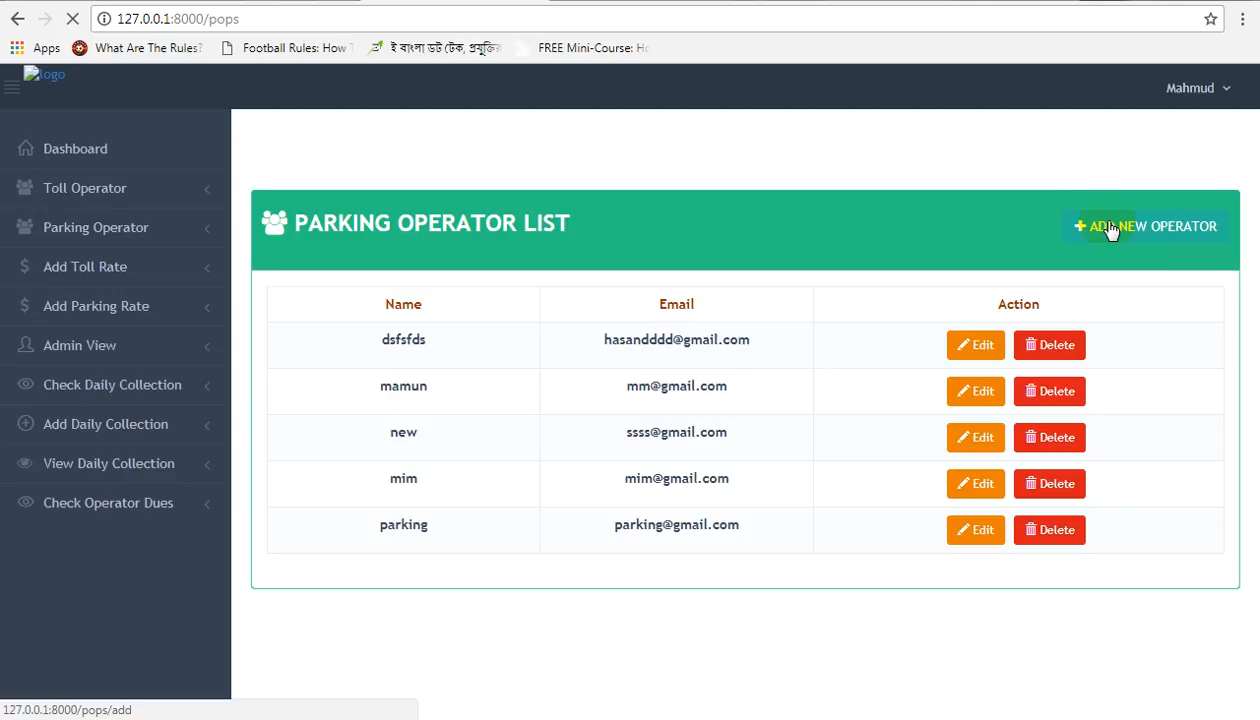 127.0.0.1:8000/pops
Apps What Are The Rules? Football Rules: How T ই বাংলা ডট টেক, প্রযুক্তির FREE Mini-Course: Ho
logo
Mahmud
Dashboard
Toll Operator
Parking Operator
Add Toll Rate
Add Parking Rate
Admin View
Check Daily Collection
Add Daily Collection
View Daily Collection
Check Operator Dues
PARKING OPERATOR LIST
ADD NEW OPERATOR
Name Email Action
dsfsfds hasandddd@gmail.com Edit Delete
mamun mm@gmail.com Edit Delete
new ssss@gmail.com Edit Delete
mim mim@gmail.com Edit Delete
parking parking@gmail.com Edit Delete
127.0.0.1:8000/pops/add